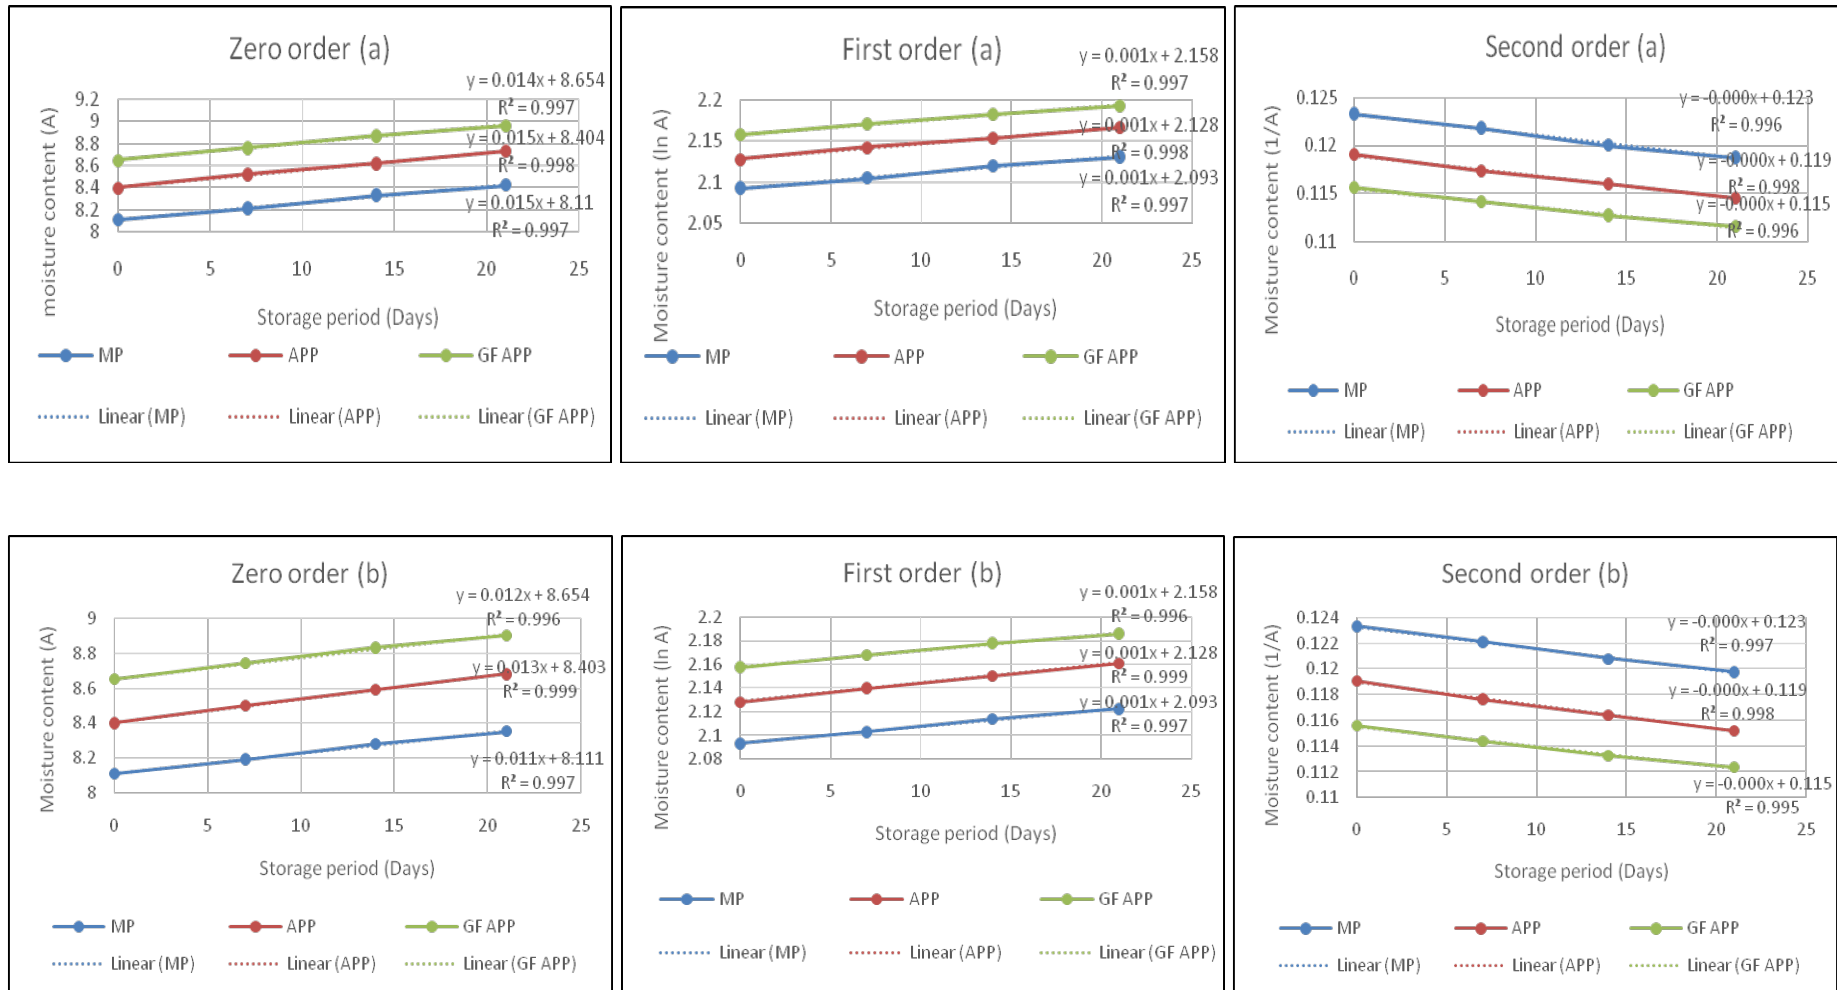 Zero order (a)
y = 0.014x + 8.654
R² = 0.997
y = 0.015x + 8.404
R² = 0.998
y = 0.015x + 8.11
R² = 0.997
9.2
9
8.8
8.6
8.4
8.2
8
0 5 10 15 20 25
moisture content (A)
Storage period (Days)
MP APP GF APP
Linear (MP) Linear (APP) Linear (GF APP)
First order (a)
y = 0.001x + 2.158
R² = 0.997
y = 0.001x + 2.128
R² = 0.998
y = 0.001x + 2.093
R² = 0.997
2.2
2.15
2.1
2.05
0 5 10 15 20 25
Moisture content (ln A)
Storage period (Days)
MP APP GF APP
Linear (MP) Linear (APP) Linear (GF APP)
Second order (a)
y = -0.000x + 0.123
R² = 0.996
y = -0.000x + 0.119
R² = 0.998
y = -0.000x + 0.115
R² = 0.996
0.125
0.12
0.115
0.11
0 5 10 15 20 25
Moisture content (1/A)
Storage period (Days)
MP APP GF APP
Linear (MP) Linear (APP) Linear (GF APP)
Zero order (b)
y = 0.012x + 8.654
R² = 0.996
y = 0.013x + 8.403
R² = 0.999
y = 0.011x + 8.111
R² = 0.997
9
8.8
8.6
8.4
8.2
8
0 5 10 15 20 25
Moisture content (A)
Storage period (Days)
MP APP GF APP
Linear (MP) Linear (APP) Linear (GF APP)
First order (b)
y = 0.001x + 2.158
R² = 0.996
y = 0.001x + 2.128
R² = 0.999
y = 0.001x + 2.093
R² = 0.997
2.2
2.18
2.16
2.14
2.12
2.1
2.08
0 5 10 15 20 25
Moisture content (ln A)
Storage period (Days)
MP APP GF APP
Linear (MP) Linear (APP) Linear (GF APP)
Second order (b)
y = -0.000x + 0.123
R² = 0.997
y = -0.000x + 0.119
R² = 0.998
y = -0.000x + 0.115
R² = 0.995
0.124
0.122
0.12
0.118
0.116
0.114
0.112
0.11
0 5 10 15 20 25
Moisture content (1/A)
Storage period (Days)
MP APP GF APP
Linear (MP) Linear (APP) Linear (GF APP)